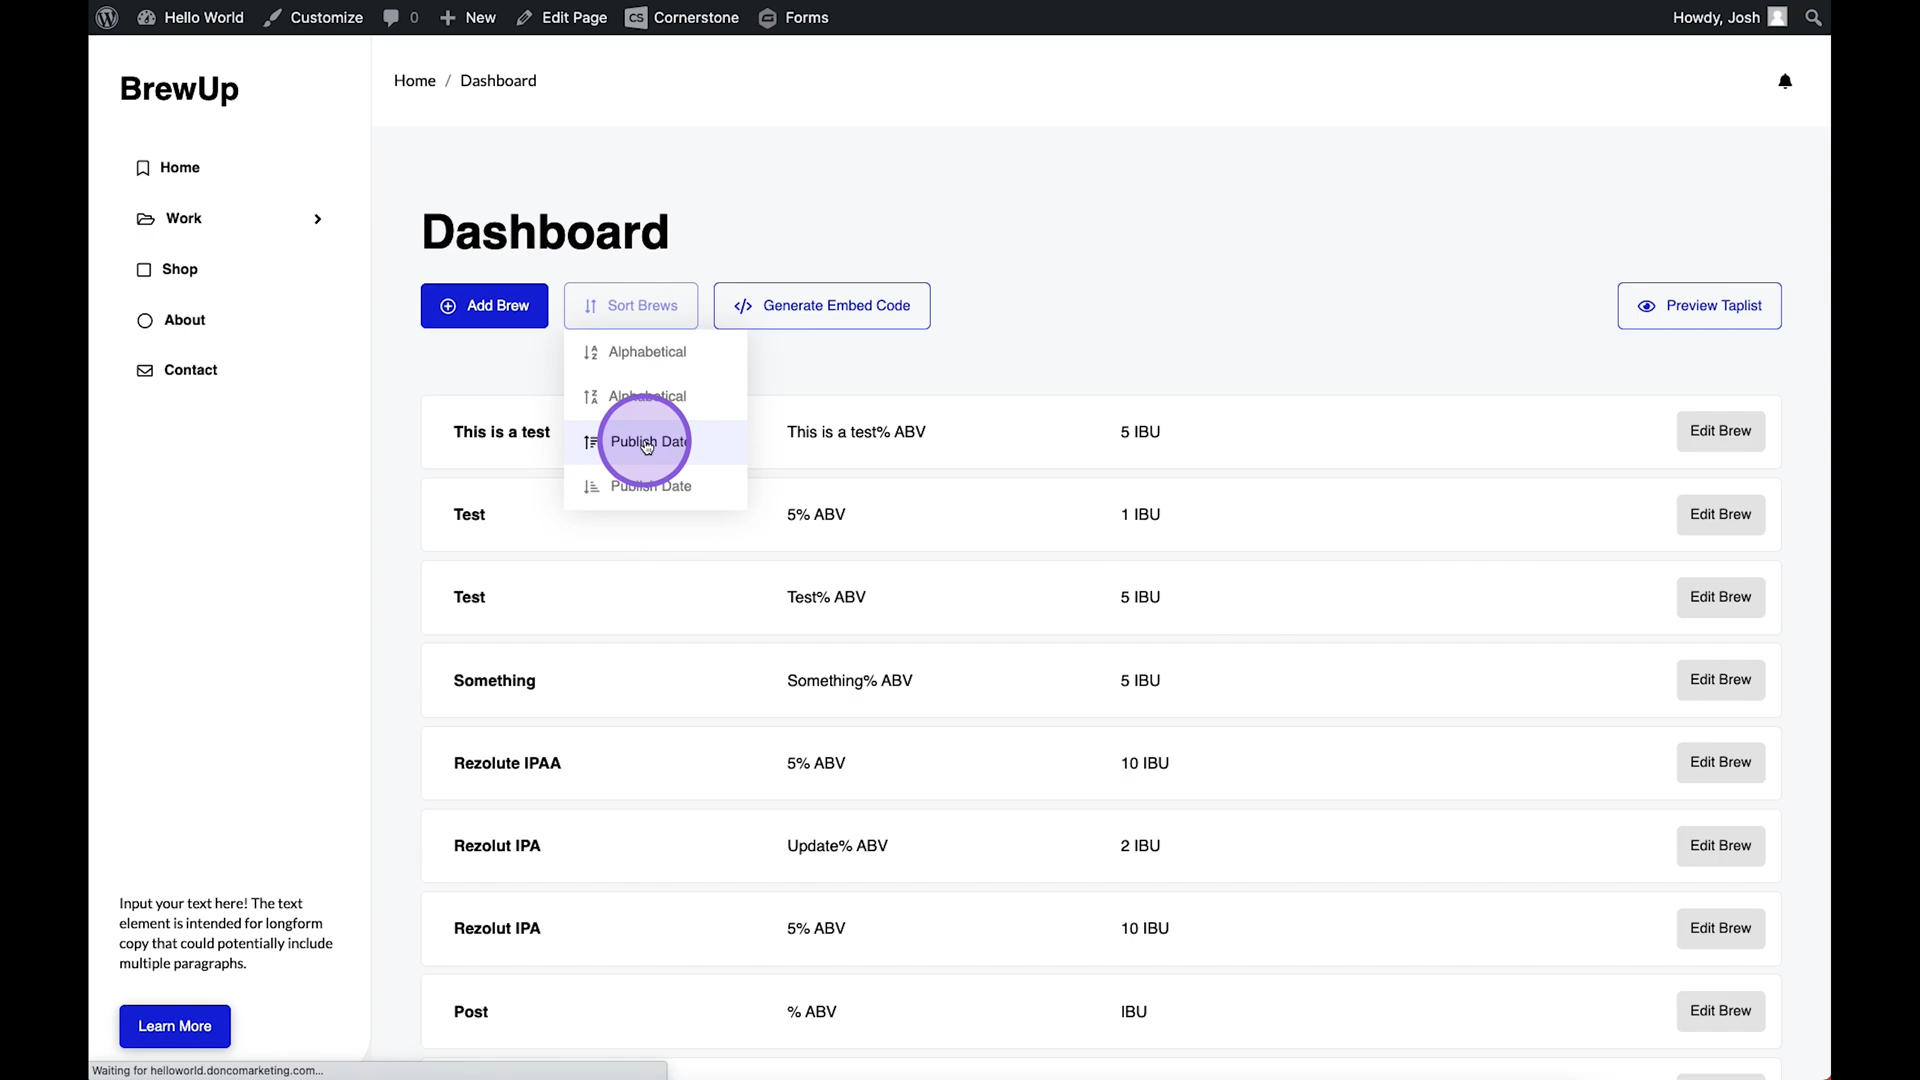 Hello World
Customize
0
New
Edit Page
CS Cornerstone
Forms
Howdy, Josh
BrewUp
Home / Dashboard
Home
Work
Shop
About
Contact
Dashboard
Add Brew
Sort Brews
Generate Embed Code
Preview Taplist
Alphabetical
Alphabetical
Publish Date
Publish Date
This is a test
This is a test% ABV
5 IBU
Edit Brew
Test
5% ABV
1 IBU
Edit Brew
Test
Test% ABV
5 IBU
Edit Brew
Something
Something% ABV
5 IBU
Edit Brew
Rezolute IPAA
5% ABV
10 IBU
Edit Brew
Rezolut IPA
Update% ABV
2 IBU
Edit Brew
Rezolut IPA
5% ABV
10 IBU
Edit Brew
Post
% ABV
IBU
Edit Brew
Input your text here! The text
element is intended for longform
copy that could potentially include
multiple paragraphs.
Learn More
Waiting for helloworld.doncomarketing.com...